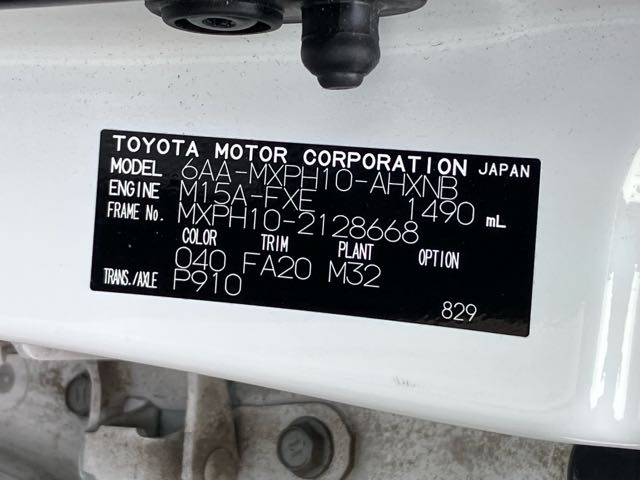 TOYOTA MOTOR CORPORATION JAPAN
MODEL 6AA-MXPH10-AHXNB
ENGINE M15A-FXE 1490 mL
FRAME No. MXPH10-2128668
COLOR TRIM PLANT OPTION
040 FA20 M32
TRANS./AXLE P910
829